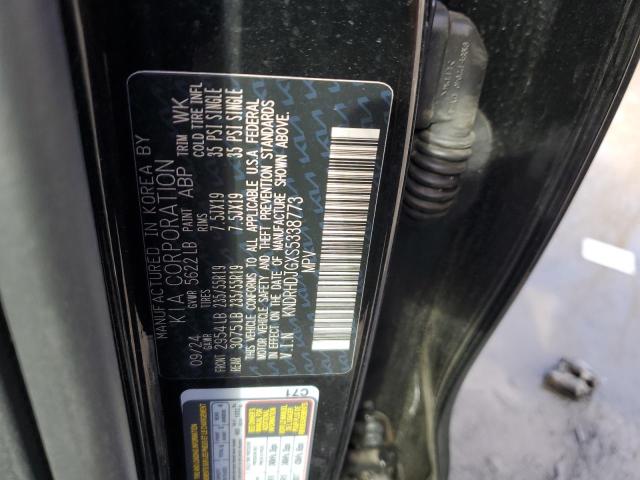 MANUFACTURED IN KOREA BY
KIA CORPORATION
09/24 GVWR 5622LB PAINT ABP TRIM WK
GAWR TIRES RIMS COLD TIRE INFL
FRONT 2954LB 235/55R19 7.5JX19 35 PSI SINGLE
REAR 3075LB 235/55R19 7.5JX19 35 PSI SINGLE
THIS VEHICLE CONFORMS TO ALL APPLICABLE U.S.A FEDERAL
MOTOR VEHICLE SAFETY AND THEFT PREVENTION STANDARDS
IN EFFECT ON THE DATE OF MANUFACTURE SHOWN ABOVE.
V.I.N: KNDRHDJGXS5338773
MPV
C71